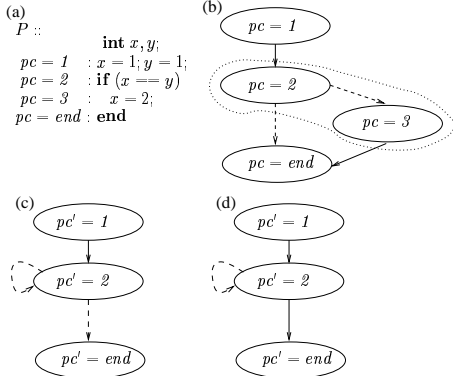 (a)
P ::
int x, y;
pc = 1 : x = 1; y = 1;
pc = 2 : if (x == y)
pc = 3 : x = 2;
pc = end : end
(b)
pc = 1
pc = 2
pc = 3
pc = end
(c)
pc' = 1
pc' = 2
pc' = end
(d)
pc' = 1
pc' = 2
pc' = end